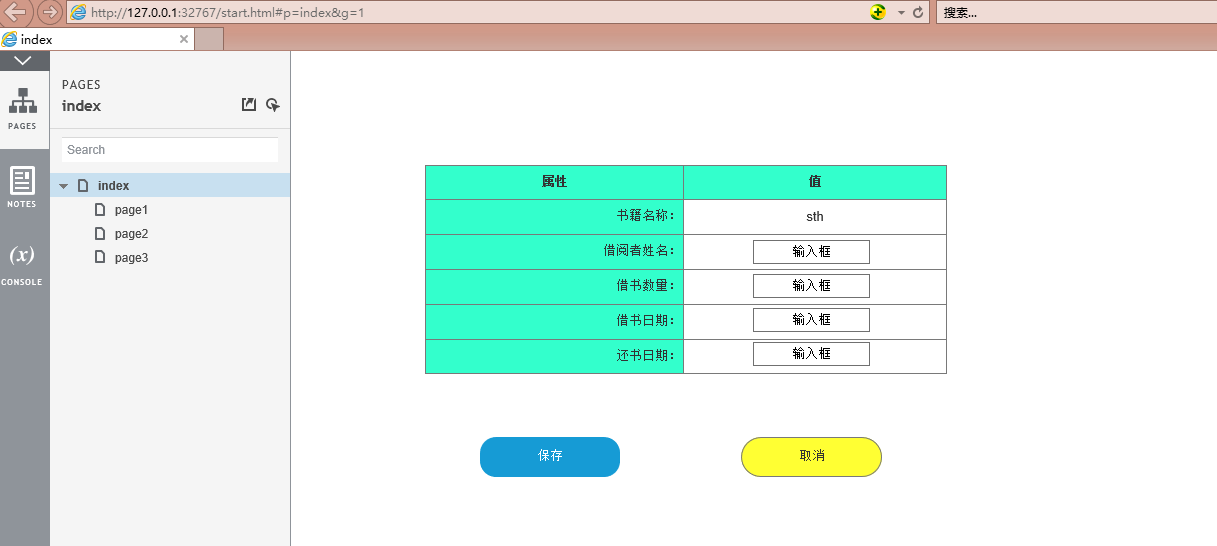 http://127.0.0.1:32767/start.html#p=index&g=1
搜索...
index
PAGES
index
PAGES
Search
NOTES
index
page1
page2
page3
(x)
CONSOLE
属性 值
书籍名称： sth
借阅者姓名： 输入框
借书数量： 输入框
借书日期： 输入框
还书日期： 输入框
保存 取消